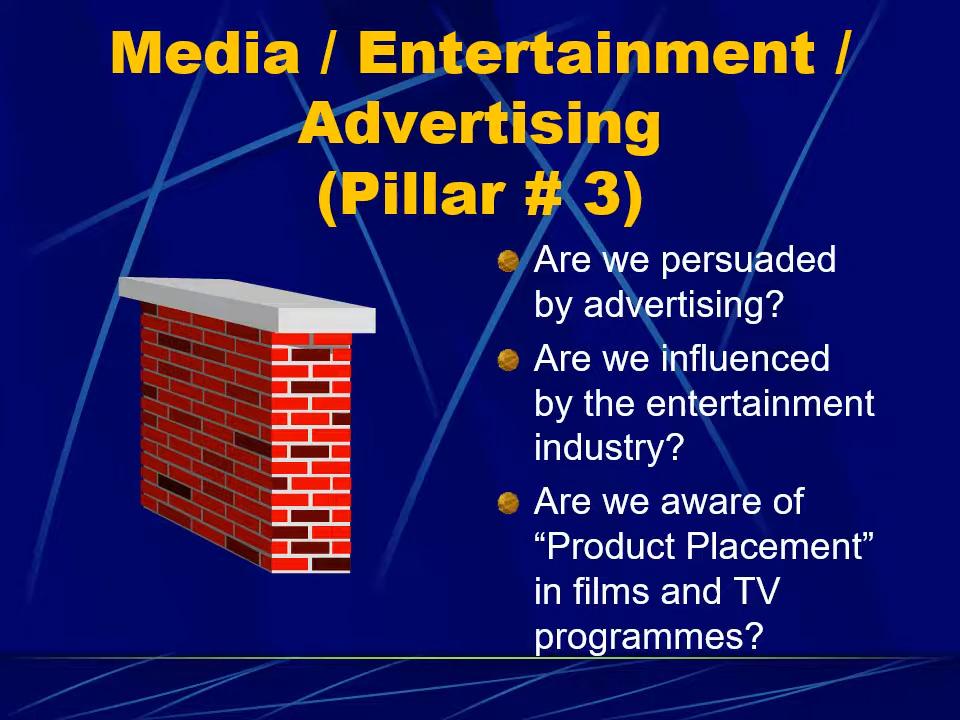 Media / Entertainment /
Advertising
(Pillar # 3)
Are we persuaded
by advertising?
Are we influenced
by the entertainment
industry?
Are we aware of
“Product Placement”
in films and TV
programmes?